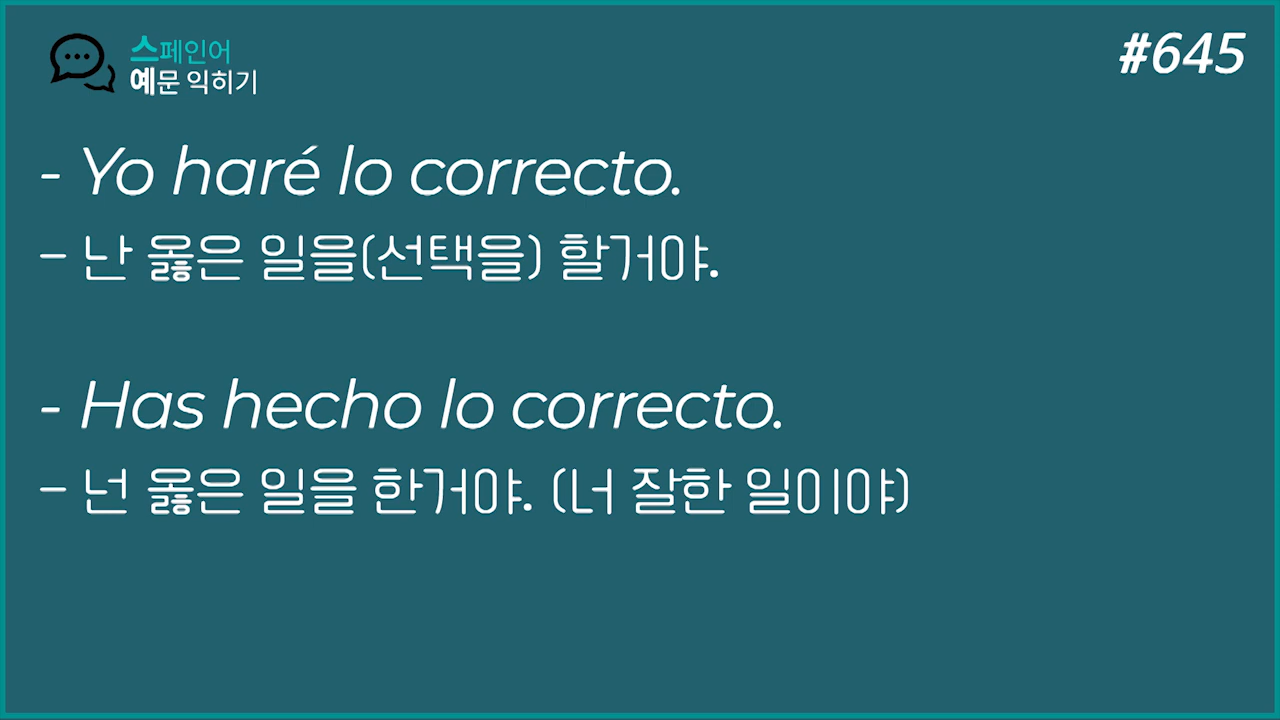 스페인어
예문 익히기
#645
- Yo haré lo correcto.
- 난 옳은 일을(선택을) 할거야.
- Has hecho lo correcto.
- 넌 옳은 일을 한거야. (너 잘한 일이야)